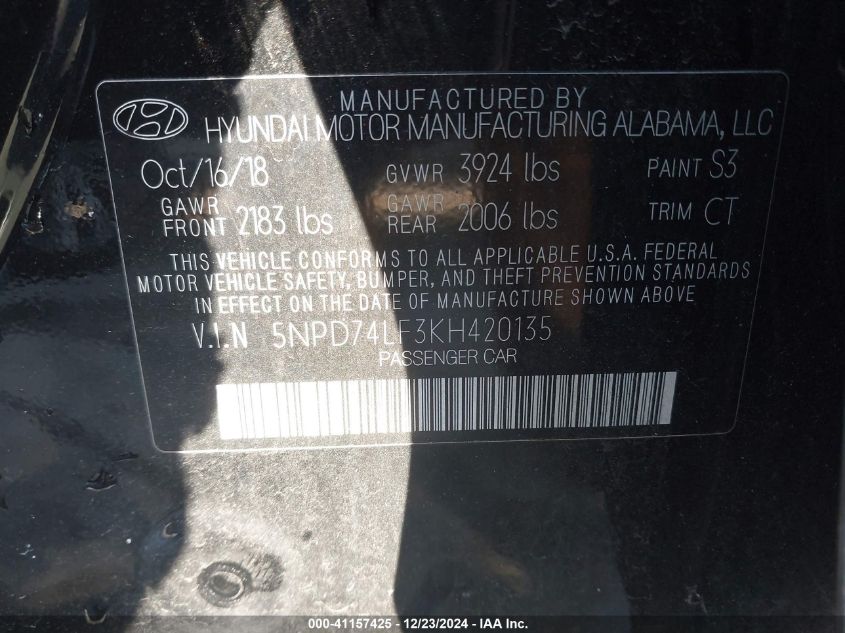 MANUFACTURED BY
HYUNDAI MOTOR MANUFACTURING ALABAMA, LLC
Oct/16/18 GVWR 3924 lbs PAINT S3
GAWR FRONT 2183 lbs GAWR REAR 2006 lbs TRIM CT
THIS VEHICLE CONFORMS TO ALL APPLICABLE U.S.A. FEDERAL
MOTOR VEHICLE SAFETY, BUMPER, AND THEFT PREVENTION STANDARDS
IN EFFECT ON THE DATE OF MANUFACTURE SHOWN ABOVE
V.I.N 5NPD74LF3KH420135
PASSENGER CAR
000-41157425 - 12/23/2024 - IAA Inc.